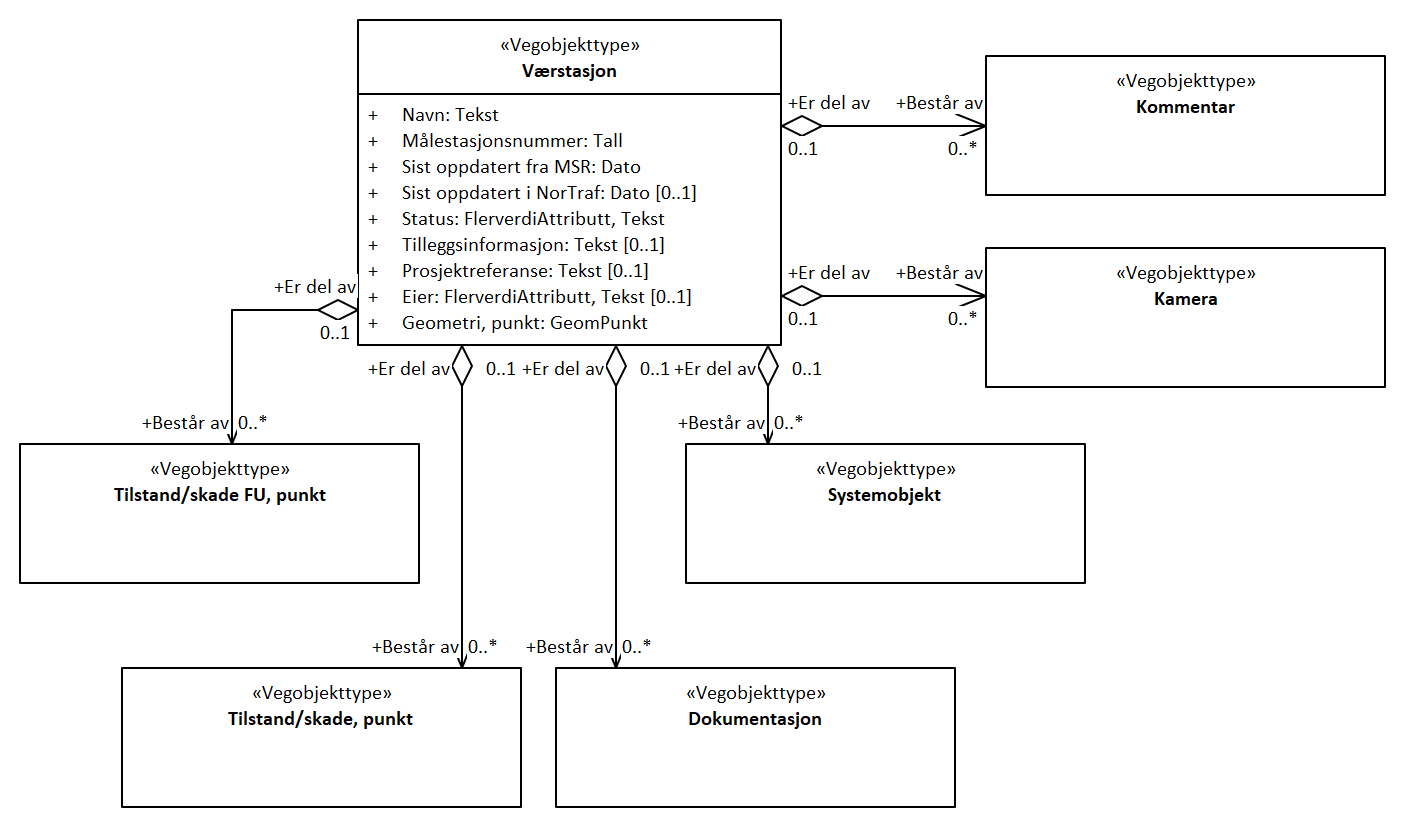 «Vegobjekttype»
Værstasjon
+ Navn: Tekst
+ Målestasjonsnummer: Tall
+ Sist oppdatert fra MSR: Dato
+ Sist oppdatert i NorTraf: Dato [0..1]
+ Status: FlerverdiAttributt, Tekst
+ Tilleggsinformasjon: Tekst [0..1]
+ Prosjektreferanse: Tekst [0..1]
+ Eier: FlerverdiAttributt, Tekst [0..1]
+ Geometri, punkt: GeomPunkt
+Er del av +Består av
0..1 0..*
«Vegobjekttype»
Kommentar
+Er del av +Består av
0..1 0..*
«Vegobjekttype»
Kamera
+Er del av
0..1
+Består av 0..*
«Vegobjekttype»
Tilstand/skade FU, punkt
+Er del av 0..1
+Består av 0..*
«Vegobjekttype»
Tilstand/skade, punkt
+Er del av 0..1
+Består av 0..*
«Vegobjekttype»
Dokumentasjon
+Er del av 0..1
+Består av 0..*
«Vegobjekttype»
Systemobjekt